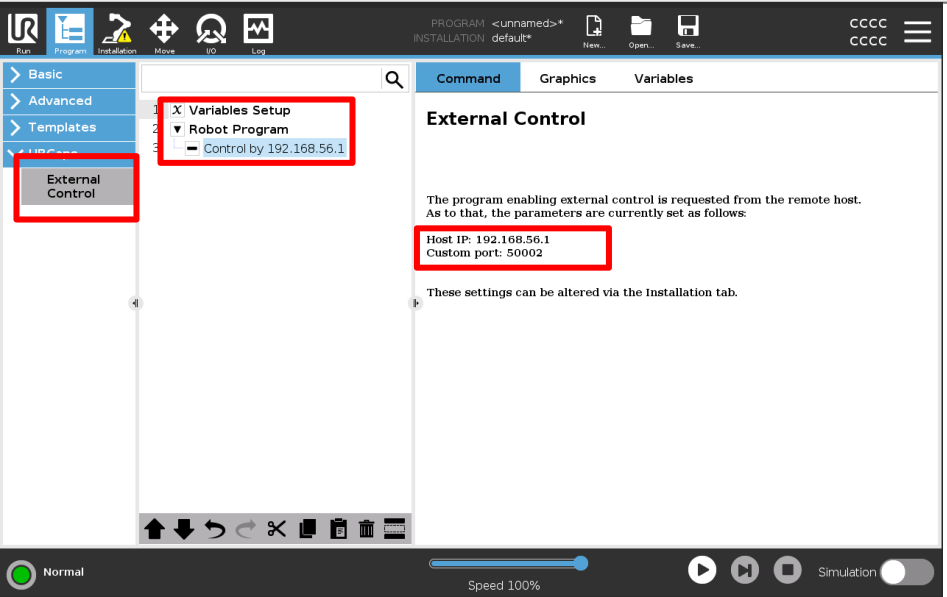 PROGRAM <unnamed>*
INSTALLATION default*
CCCC
CCCC
Run Program Installation Move I/O Log New... Open... Save...
Basic
Advanced
Templates
URCaps
External
Control
1 X Variables Setup
2 Robot Program
3 Control by 192.168.56.1
Command Graphics Variables
External Control
The program enabling external control is requested from the remote host.
As to that, the parameters are currently set as follows:
Host IP: 192.168.56.1
Custom port: 50002
These settings can be altered via the Installation tab.
Normal
Speed 100%
Simulation